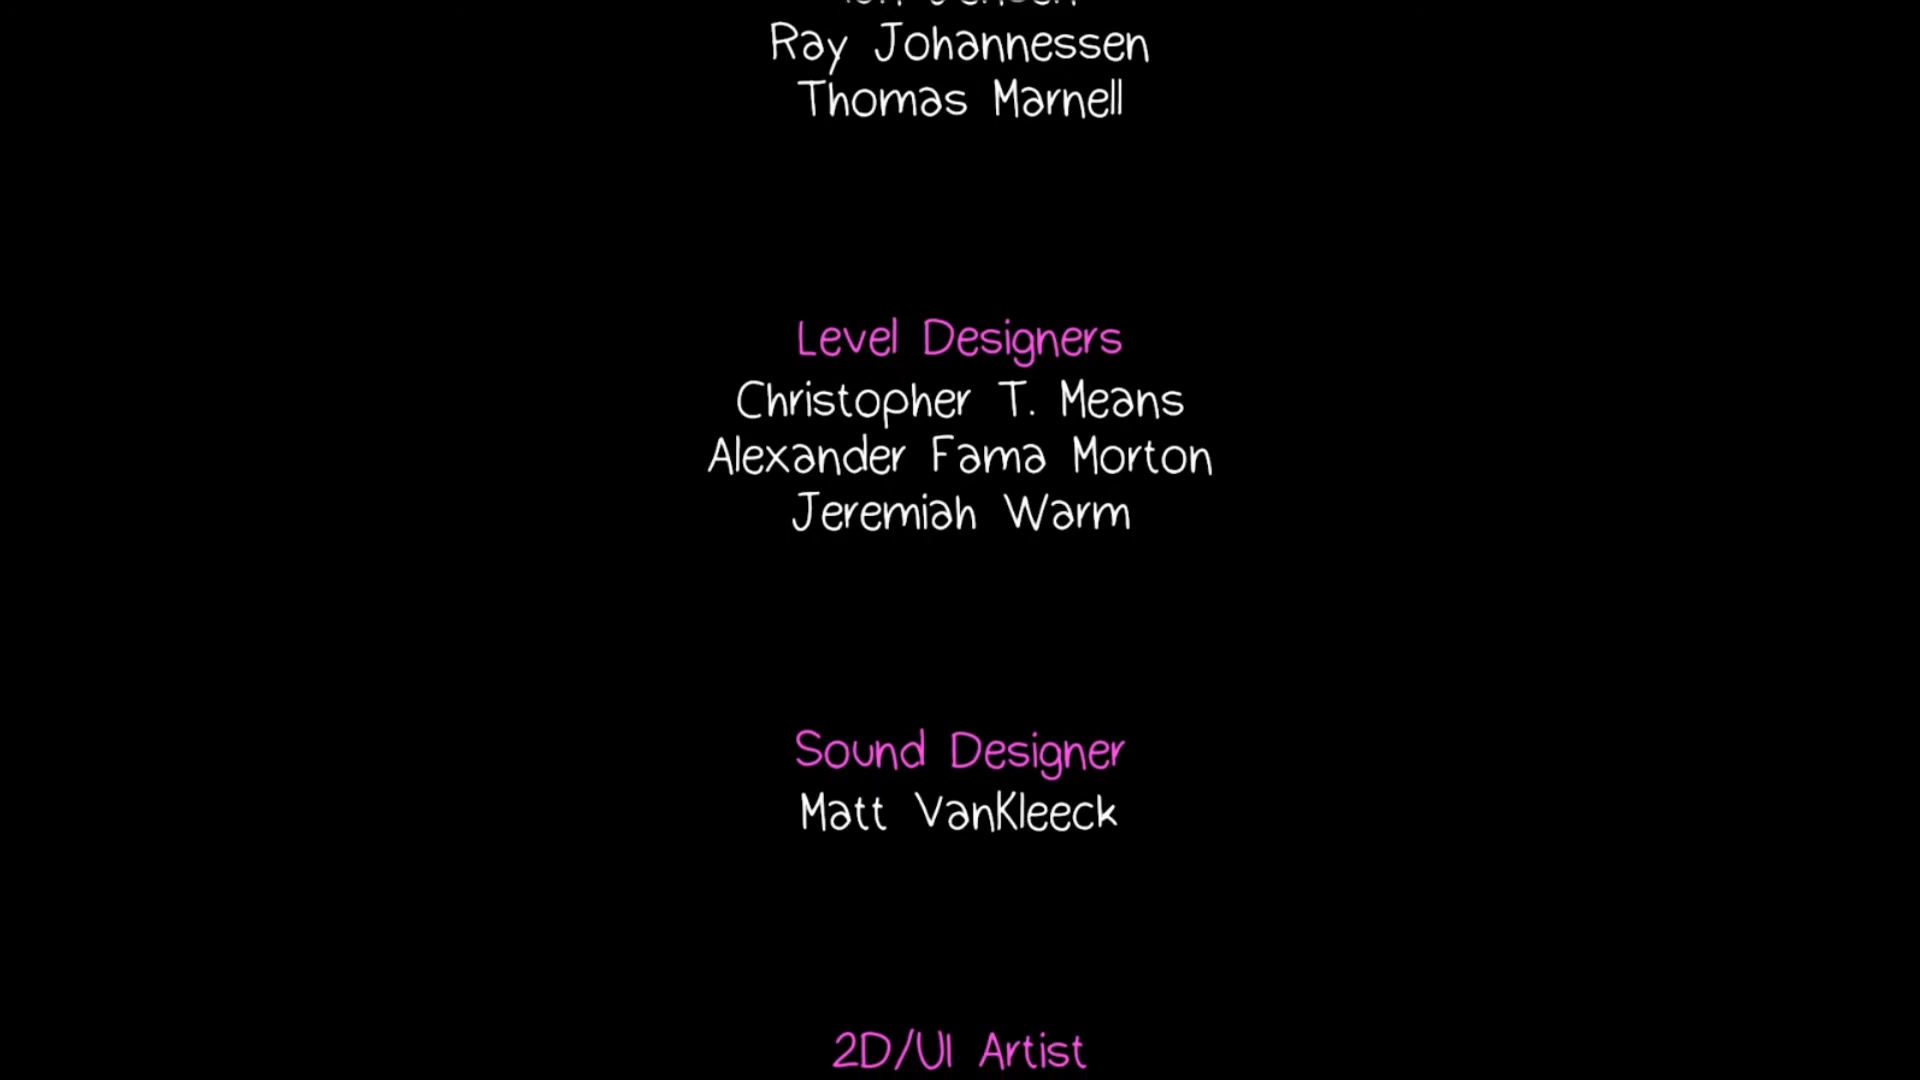 Ray Johannessen
Thomas Marnell
Level Designers
Christopher T. Means
Alexander Fama Morton
Jeremiah Warm
Sound Designer
Matt VanKleeck
2D/UI Artist